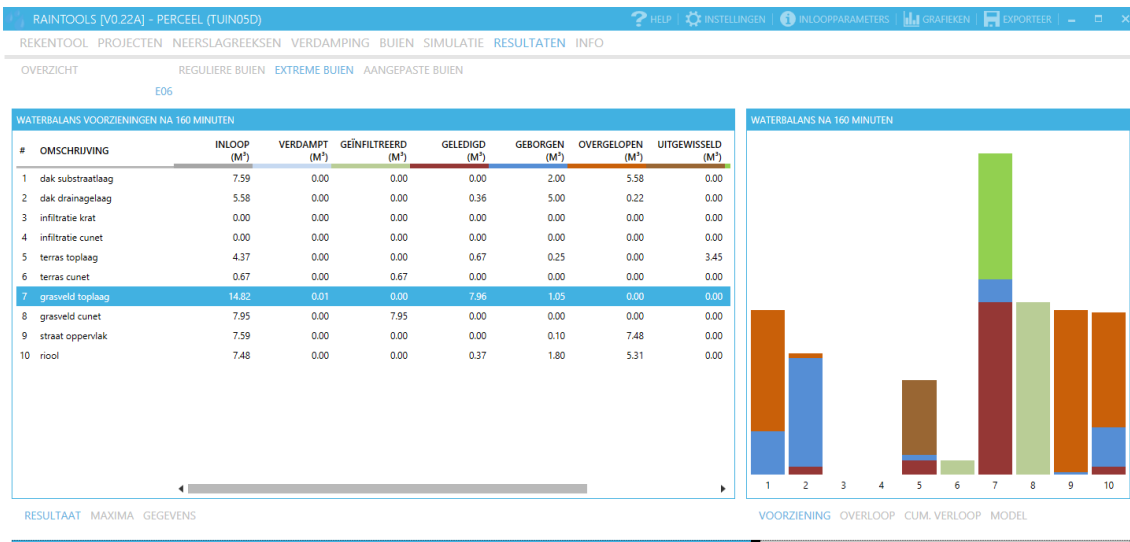 RAINTOOLS [V0.22A] - PERCEEL (TUIN05D) ? HELP INSTELLINGEN INLOOPPARAMETERS GRAFIEKEN EXPORTEER
REKENTOOL PROJECTEN NEERSLAGREEKSEN VERDAMPING BUIEN SIMULATIE RESULTATEN INFO
OVERZICHT REGULIERE BUIEN EXTREME BUIEN AANGEPASTE BUIEN
E06
WATERBALANS VOORZIENINGEN NA 160 MINUTEN
# OMSCHRIJVING INLOOP (M³) VERDAMPT (M³) GEÏNFILTREERD (M³) GELEDIGD (M³) GEBORGEN (M³) OVERGELOPEN (M³) UITGEWISSELD (M³)
1 dak substraatlaag 7.59 0.00 0.00 0.00 2.00 5.58 0.00
2 dak drainagelaag 5.58 0.00 0.00 0.36 5.00 0.22 0.00
3 infiltratie krat 0.00 0.00 0.00 0.00 0.00 0.00 0.00
4 infiltratie cunet 0.00 0.00 0.00 0.00 0.00 0.00 0.00
5 terras toplaag 4.37 0.00 0.00 0.67 0.25 0.00 3.45
6 terras cunet 0.67 0.00 0.67 0.00 0.00 0.00 0.00
7 grasveld toplaag 14.82 0.01 0.00 7.96 1.05 0.00 0.00
8 grasveld cunet 7.95 0.00 7.95 0.00 0.00 0.00 0.00
9 straat oppervlak 7.59 0.00 0.00 0.00 0.10 7.48 0.00
10 riool 7.48 0.00 0.00 0.37 1.80 5.31 0.00
RESULTAAT MAXIMA GEGEVENS
WATERBALANS NA 160 MINUTEN
1 2 3 4 5 6 7 8 9 10
VOORZIENING OVERLOOP CUM. VERLOOP MODEL